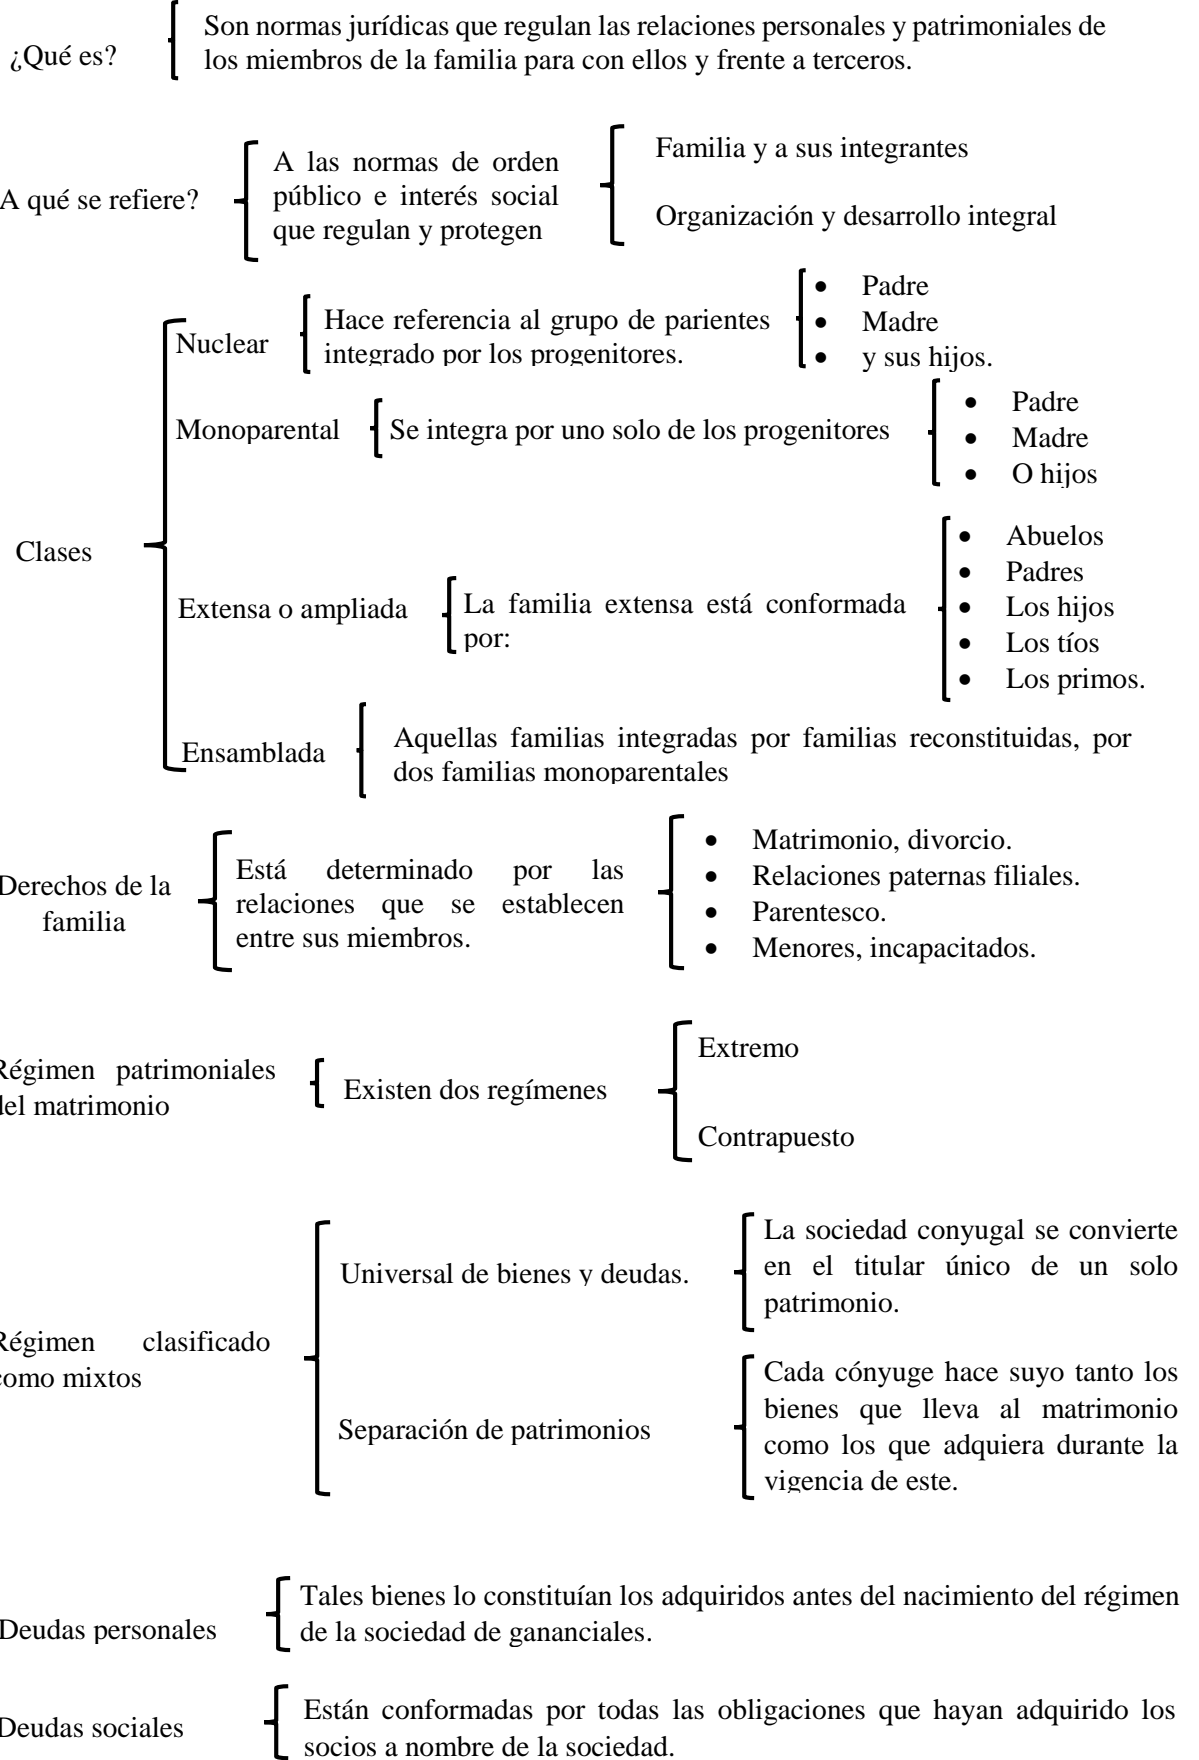 ¿Qué es?
Son normas jurídicas que regulan las relaciones personales y patrimoniales de
los miembros de la familia para con ellos y frente a terceros.
A qué se refiere?
A las normas de orden
público e interés social
que regulan y protegen
Familia y a sus integrantes
Organización y desarrollo integral
Clases
Nuclear
Hace referencia al grupo de parientes
integrado por los progenitores.
• Padre
• Madre
• y sus hijos.
Monoparental
Se integra por uno solo de los progenitores
• Padre
• Madre
• O hijos
Extensa o ampliada
La familia extensa está conformada
por:
• Abuelos
• Padres
• Los hijos
• Los tíos
• Los primos.
Ensamblada
Aquellas familias integradas por familias reconstituidas, por
dos familias monoparentales
Derechos de la
familia
Está determinado por las
relaciones que se establecen
entre sus miembros.
• Matrimonio, divorcio.
• Relaciones paternas filiales.
• Parentesco.
• Menores, incapacitados.
Régimen patrimoniales
del matrimonio
Existen dos regímenes
Extremo
Contrapuesto
Régimen clasificado
como mixtos
Universal de bienes y deudas.
La sociedad conyugal se convierte
en el titular único de un solo
patrimonio.
Separación de patrimonios
Cada cónyuge hace suyo tanto los
bienes que lleva al matrimonio
como los que adquiera durante la
vigencia de este.
Deudas personales
Tales bienes lo constituían los adquiridos antes del nacimiento del régimen
de la sociedad de gananciales.
Deudas sociales
Están conformadas por todas las obligaciones que hayan adquirido los
socios a nombre de la sociedad.